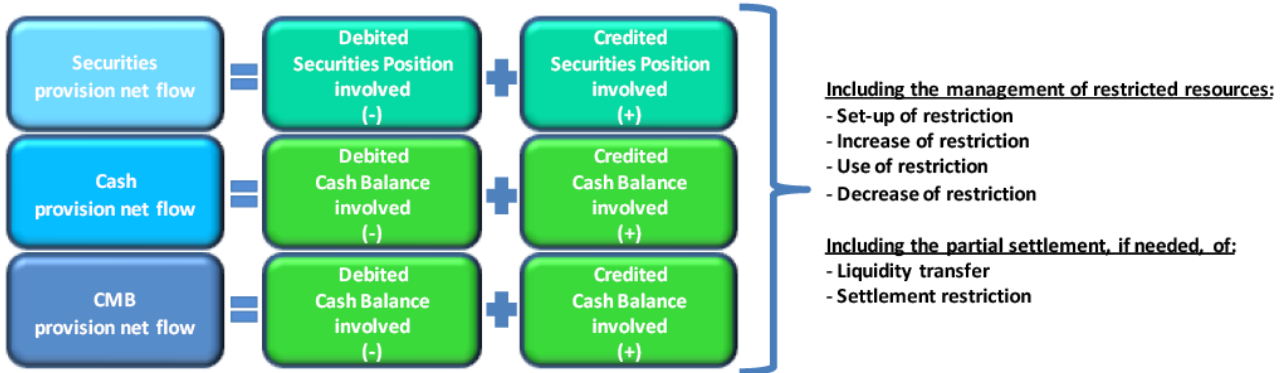 Securities
provision net flow
=
Debited
Securities Position
involved
(-)
+
Credited
Securities Position
involved
(+)
Cash
provision net flow
=
Debited
Cash Balance
involved
(-)
+
Credited
Cash Balance
involved
(+)
CMB
provision net flow
=
Debited
Cash Balance
involved
(-)
+
Credited
Cash Balance
involved
(+)
Including the management of restricted resources:
- Set-up of restriction
- Increase of restriction
- Use of restriction
- Decrease of restriction
Including the partial settlement, if needed, of:
- Liquidity transfer
- Settlement restriction